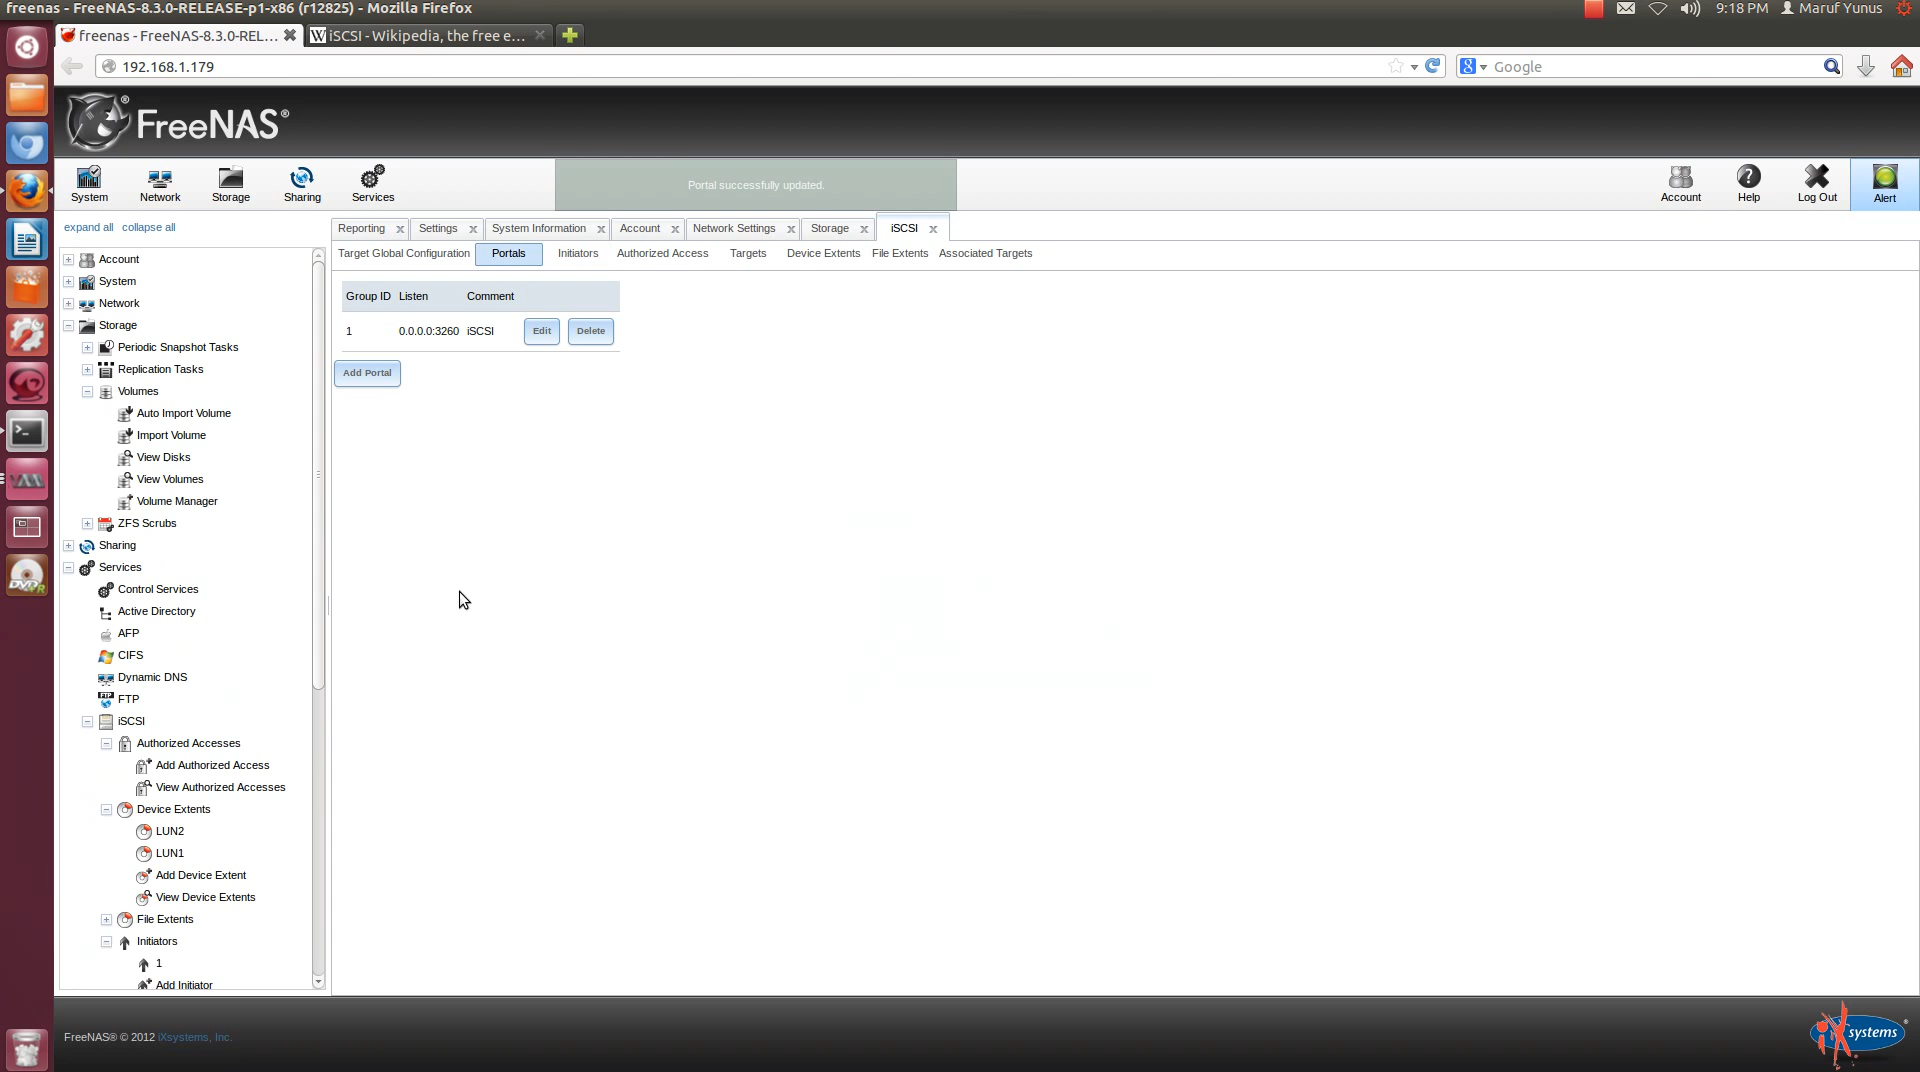 freenas - FreeNAS-8.3.0-RELEASE-p1-x86 (r12825) - Mozilla Firefox
9:18 PM Maruf Yunus
freenas - FreeNAS-8.3.0-REL...
iSCSI - Wikipedia, the free e...
192.168.1.179
Google
FreeNAS®
System
Network
Storage
Sharing
Services
Portal successfully updated.
Account
Help
Log Out
Alert
expand all collapse all
Reporting
Settings
System Information
Account
Network Settings
Storage
iSCSI
Target Global Configuration
Portals
Initiators
Authorized Access
Targets
Device Extents
File Extents
Associated Targets
Group ID Listen Comment
1 0.0.0.0:3260 iSCSI Edit Delete
Add Portal
Account
System
Network
Storage
Periodic Snapshot Tasks
Replication Tasks
Volumes
Auto Import Volume
Import Volume
View Disks
View Volumes
Volume Manager
ZFS Scrubs
Sharing
Services
Control Services
Active Directory
AFP
CIFS
Dynamic DNS
FTP
iSCSI
Authorized Accesses
Add Authorized Access
View Authorized Accesses
Device Extents
LUN2
LUN1
Add Device Extent
View Device Extents
File Extents
Initiators
1
Add Initiator
FreeNAS® © 2012 iXsystems, Inc.
iXsystems®